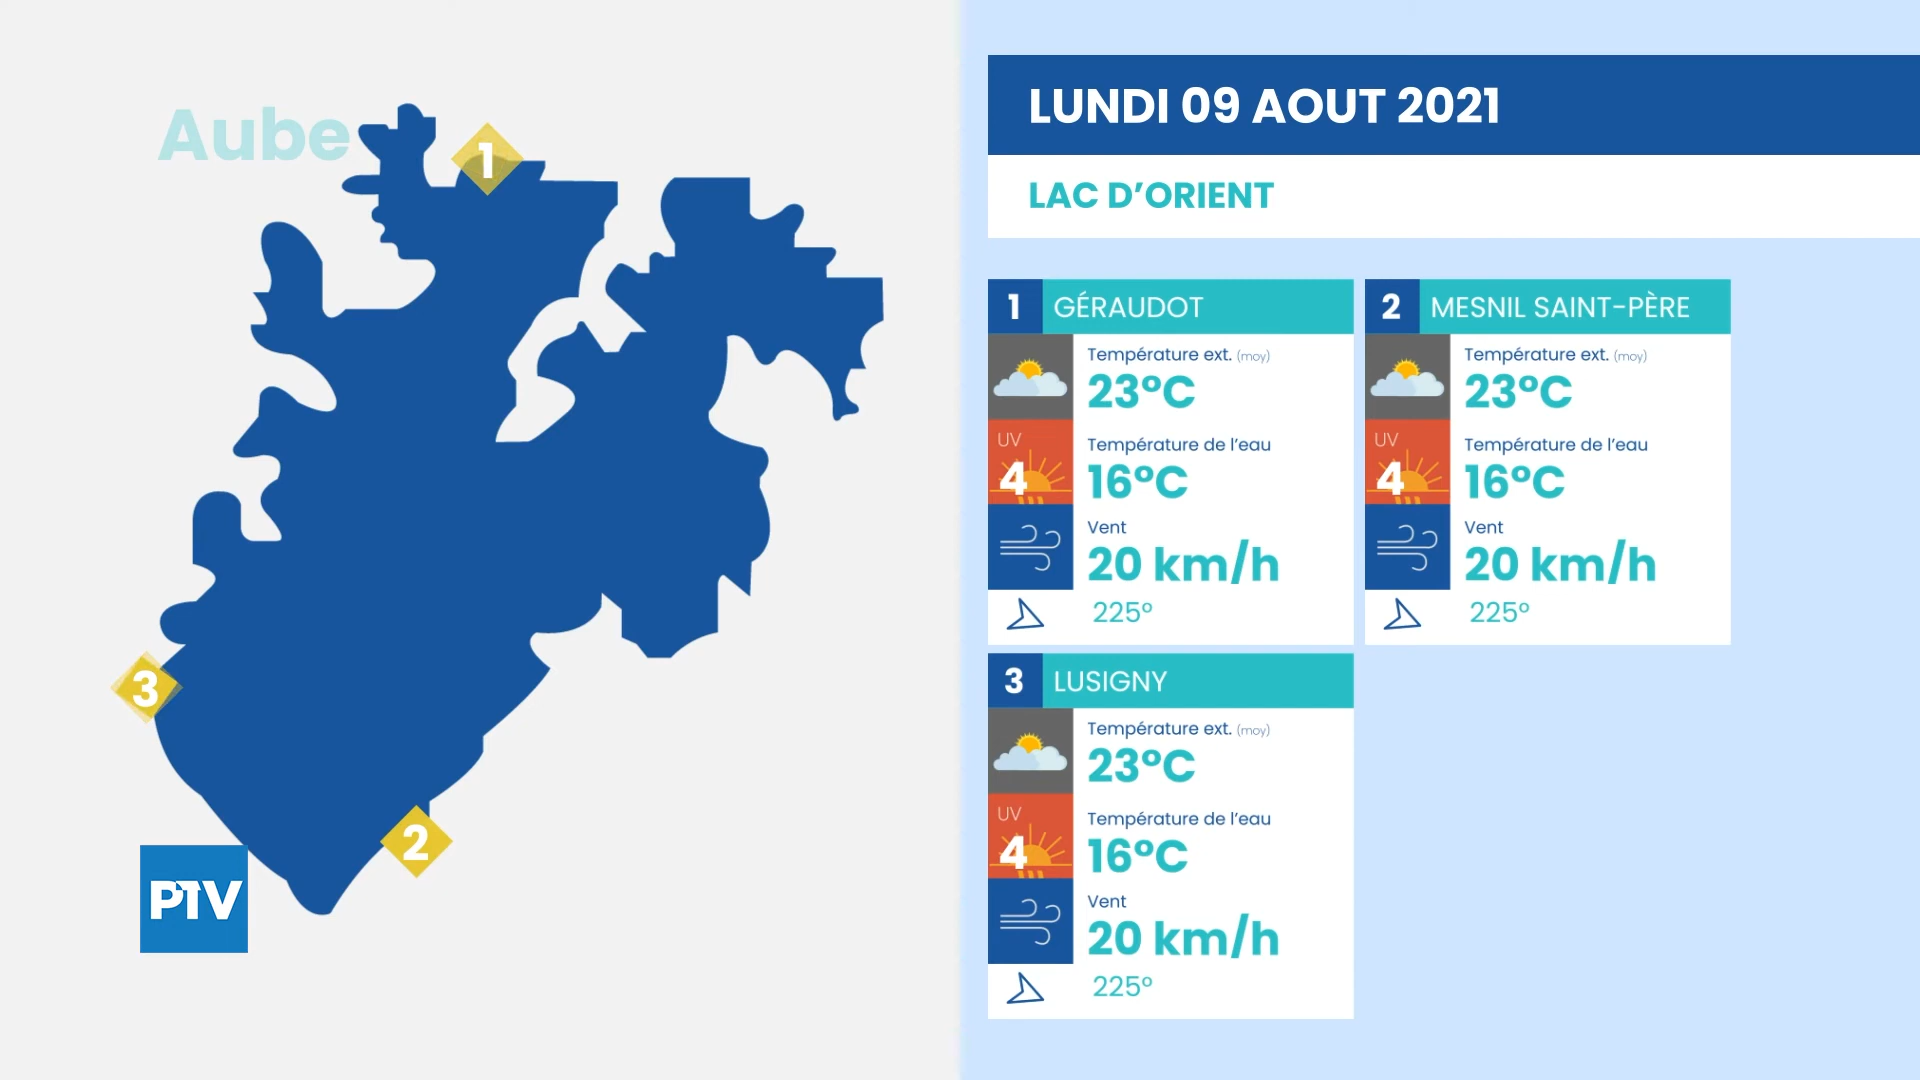 Aube
1
3
2
PTV
LUNDI 09 AOUT 2021
LAC D’ORIENT
1 GÉRAUDOT
Température ext. (moy)
23°C
UV
4
Température de l’eau
16°C
Vent
20 km/h
225°
2 MESNIL SAINT-PÈRE
Température ext. (moy)
23°C
UV
4
Température de l’eau
16°C
Vent
20 km/h
225°
3 LUSIGNY
Température ext. (moy)
23°C
UV
4
Température de l’eau
16°C
Vent
20 km/h
225°